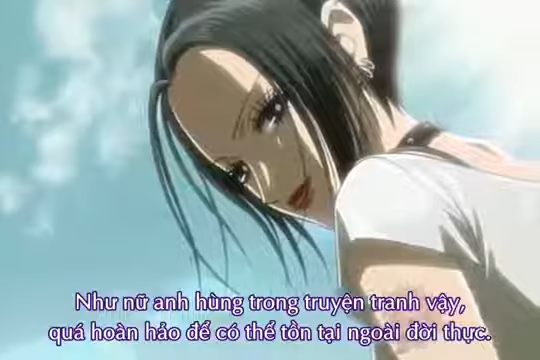 Như nữ anh hùng trong truyện tranh vậy,
quá hoàn hảo để có thể tồn tại ngoài đời thực.